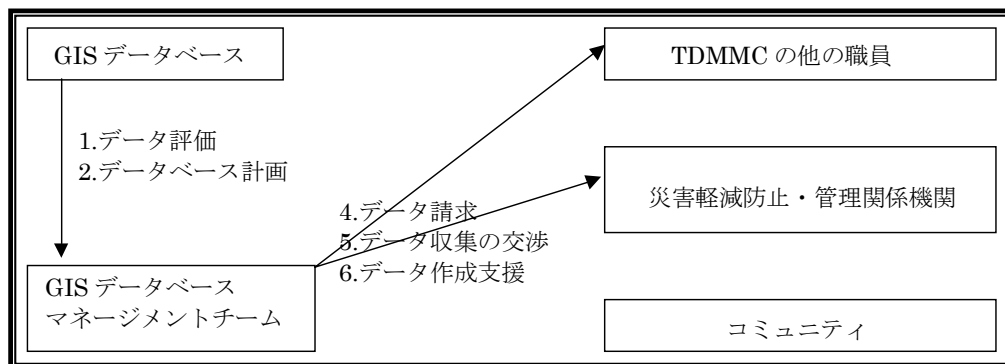 GIS データベース
TDMMC の他の職員
1.データ評価
2.データベース計画
災害軽減防止・管理関係機関
4.データ請求
5.データ収集の交渉
6.データ作成支援
GIS データベース
マネージメントチーム
コミュニティ